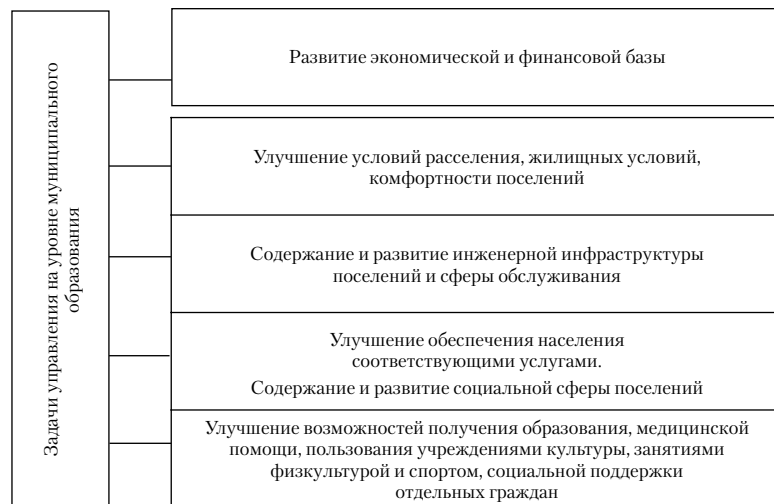 Задачи управления на уровне муниципального
образования
Развитие экономической и финансовой базы
Улучшение условий расселения, жилищных условий,
комфортности поселений
Содержание и развитие инженерной инфраструктуры
поселений и сферы обслуживания
Улучшение обеспечения населения
соответствующими услугами.
Содержание и развитие социальной сферы поселений
Улучшение возможностей получения образования, медицинской
помощи, пользования учреждениями культуры, занятиями
физкультурой и спортом, социальной поддержки
отдельных граждан